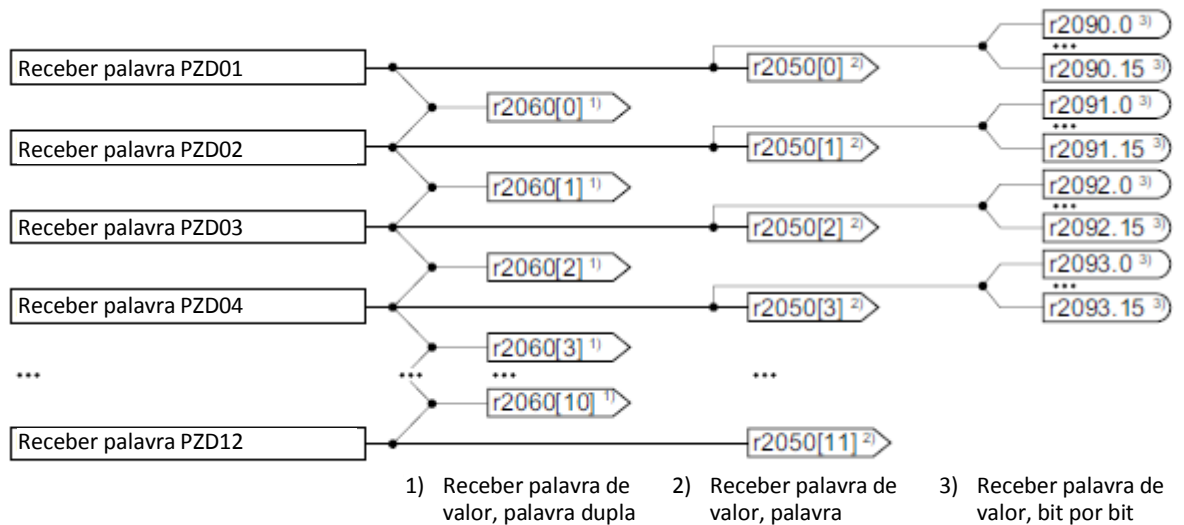 r2090.0 3)
...
Receber palavra PZD01 r2050[0] 2) r2090.15 3)
r2060[0] 1) r2091.0 3)
...
Receber palavra PZD02 r2050[1] 2) r2091.15 3)
r2060[1] 1) r2092.0 3)
...
Receber palavra PZD03 r2050[2] 2) r2092.15 3)
r2060[2] 1) r2093.0 3)
...
Receber palavra PZD04 r2050[3] 2) r2093.15 3)
r2060[3] 1)
... ... ... ...
r2060[10] 1)
Receber palavra PZD12 r2050[11] 2)
1) Receber palavra de 2) Receber palavra de 3) Receber palavra de
valor, palavra dupla valor, palavra valor, bit por bit